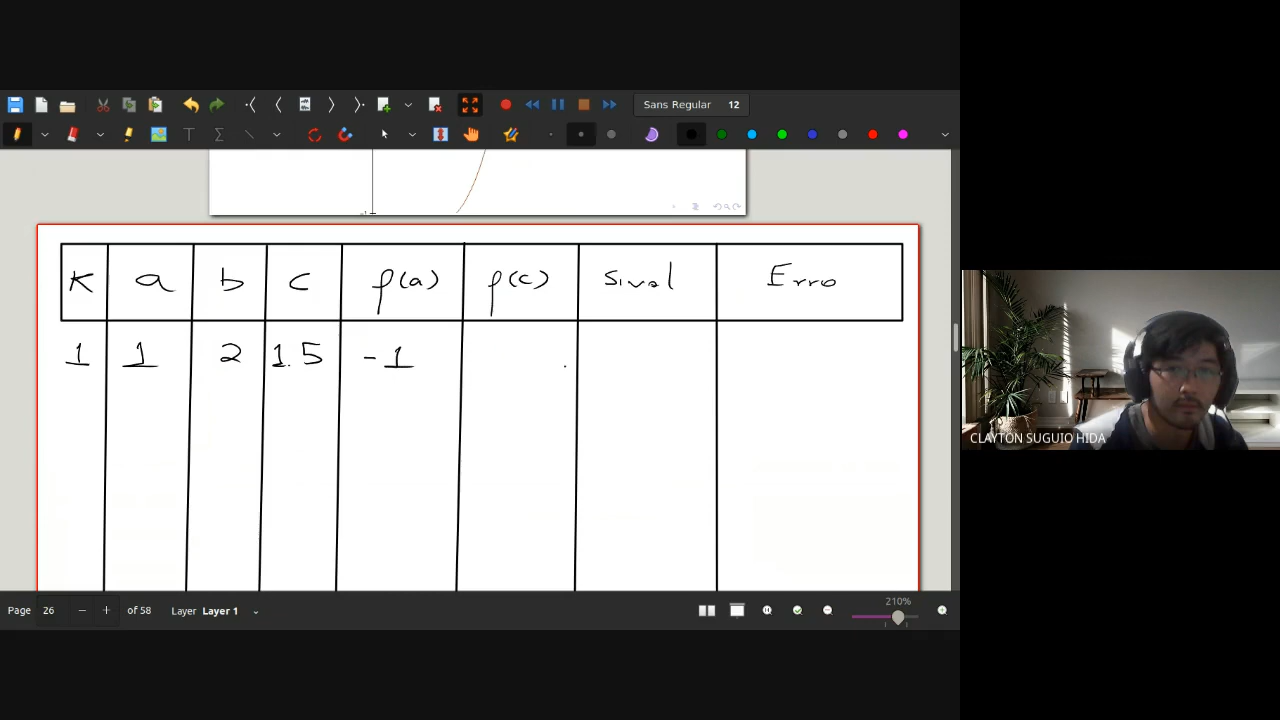 Sans Regular 12
K a b c f(a) f(c) Sinal Erro
1 1 2 1.5 -1
CLAYTON SUGUIO HIDA
Page 26 of 58 Layer Layer 1 210%